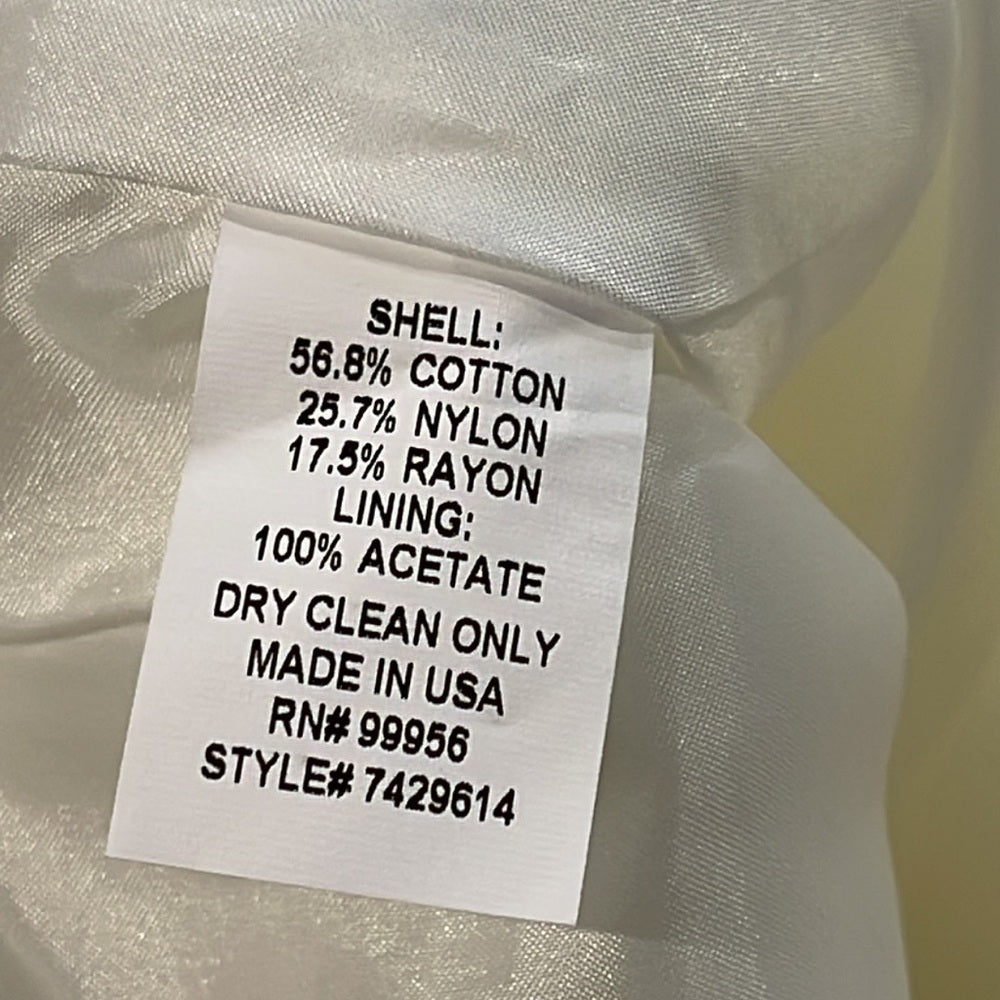 SHELL:
56.8% COTTON
25.7% NYLON
17.5% RAYON
LINING:
100% ACETATE
DRY CLEAN ONLY
MADE IN USA
RN# 99956
STYLE# 7429614